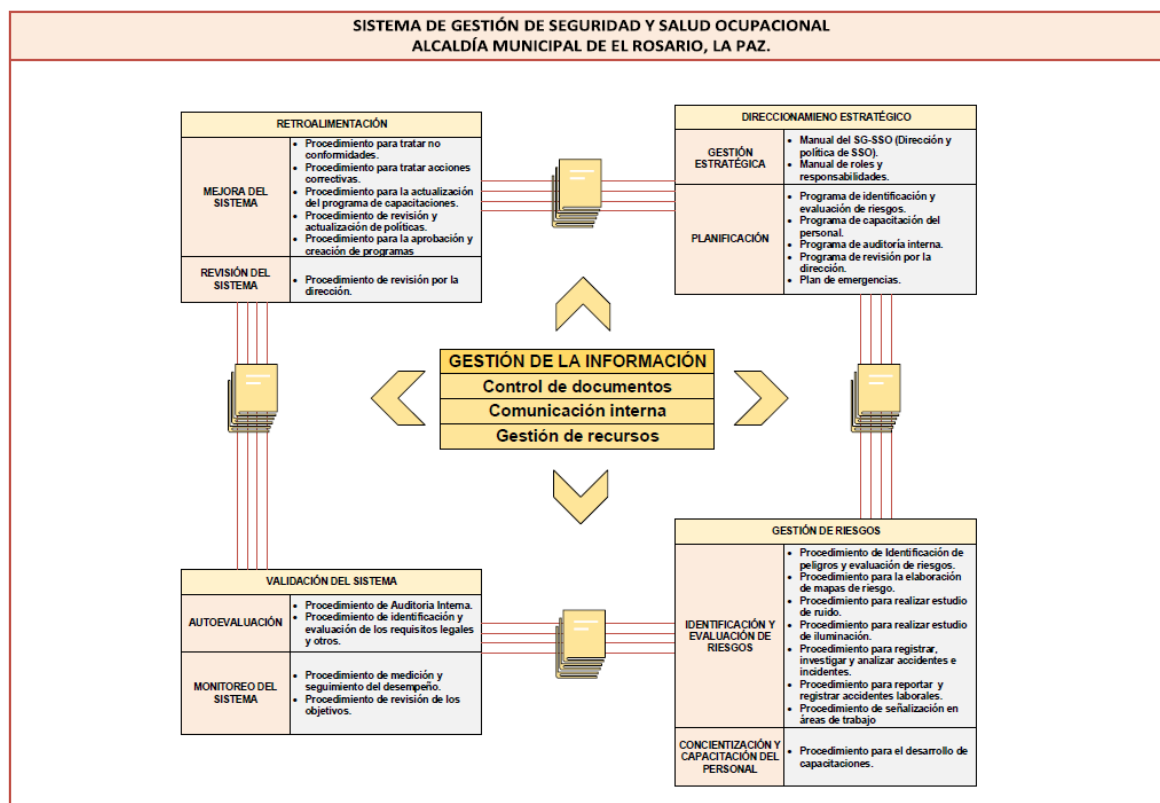 SISTEMA DE GESTIÓN DE SEGURIDAD Y SALUD OCUPACIONAL
ALCALDÍA MUNICIPAL DE EL ROSARIO, LA PAZ.
RETROALIMENTACIÓN
MEJORA DEL
SISTEMA
• Procedimiento para tratar no
conformidades.
• Procedimiento para tratar acciones
correctivas.
• Procedimiento para la actualización
del programa de capacitaciones.
• Procedimiento de revisión y
actualización de políticas.
• Procedimiento para la aprobación y
creación de programas
REVISIÓN DEL
SISTEMA
• Procedimiento de revisión por la
dirección.
DIRECCIONAMIENO ESTRATÉGICO
GESTIÓN
ESTRATÉGICA
• Manual del SG-SSO (Dirección y
política de SSO).
• Manual de roles y
responsabilidades.
PLANIFICACIÓN
• Programa de identificación y
evaluación de riesgos.
• Programa de capacitación del
personal.
• Programa de auditoría interna.
• Programa de revisión por la
dirección.
• Plan de emergencias.
GESTIÓN DE LA INFORMACIÓN
Control de documentos
Comunicación interna
Gestión de recursos
VALIDACIÓN DEL SISTEMA
AUTOEVALUACIÓN
• Procedimiento de Auditoria Interna.
• Procedimiento de identificación y
evaluación de los requisitos legales
y otros.
MONITOREO DEL
SISTEMA
• Procedimiento de medición y
seguimiento del desempeño.
• Procedimiento de revisión de los
objetivos.
GESTIÓN DE RIESGOS
IDENTIFICACIÓN Y
EVALUACIÓN DE
RIESGOS
• Procedimiento de Identificación de
peligros y evaluación de riesgos.
• Procedimiento para la elaboración
de mapas de riesgo.
• Procedimiento para realizar estudio
de ruido.
• Procedimiento para realizar estudio
de iluminación.
• Procedimiento para registrar,
investigar y analizar accidentes e
incidentes.
• Procedimiento para reportar y
registrar accidentes laborales.
• Procedimiento de señalización en
áreas de trabajo
CONCIENTIZACIÓN Y
CAPACITACIÓN DEL
PERSONAL
• Procedimiento para el desarrollo de
capacitaciones.